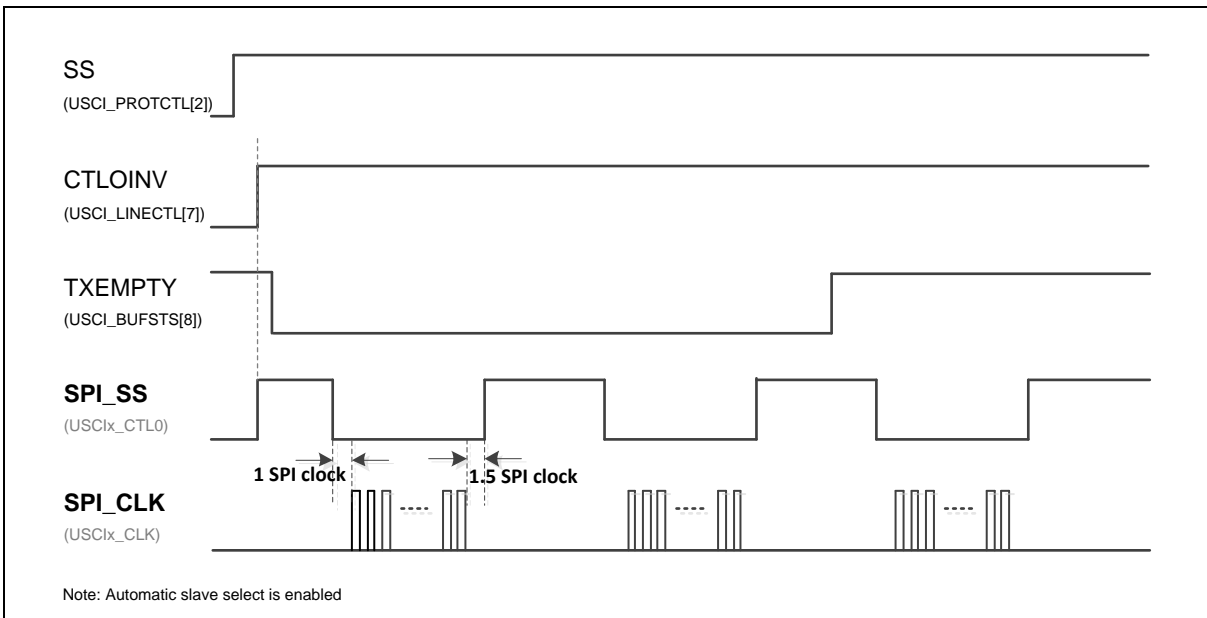 SS
(USCI_PROTCTL[2])
CTLOINV
(USCI_LINECTL[7])
TXEMPTY
(USCI_BUFSTS[8])
SPI_SS
(USCIx_CTL0)
1 SPI clock
1.5 SPI clock
SPI_CLK
(USCIx_CLK)
Note: Automatic slave select is enabled